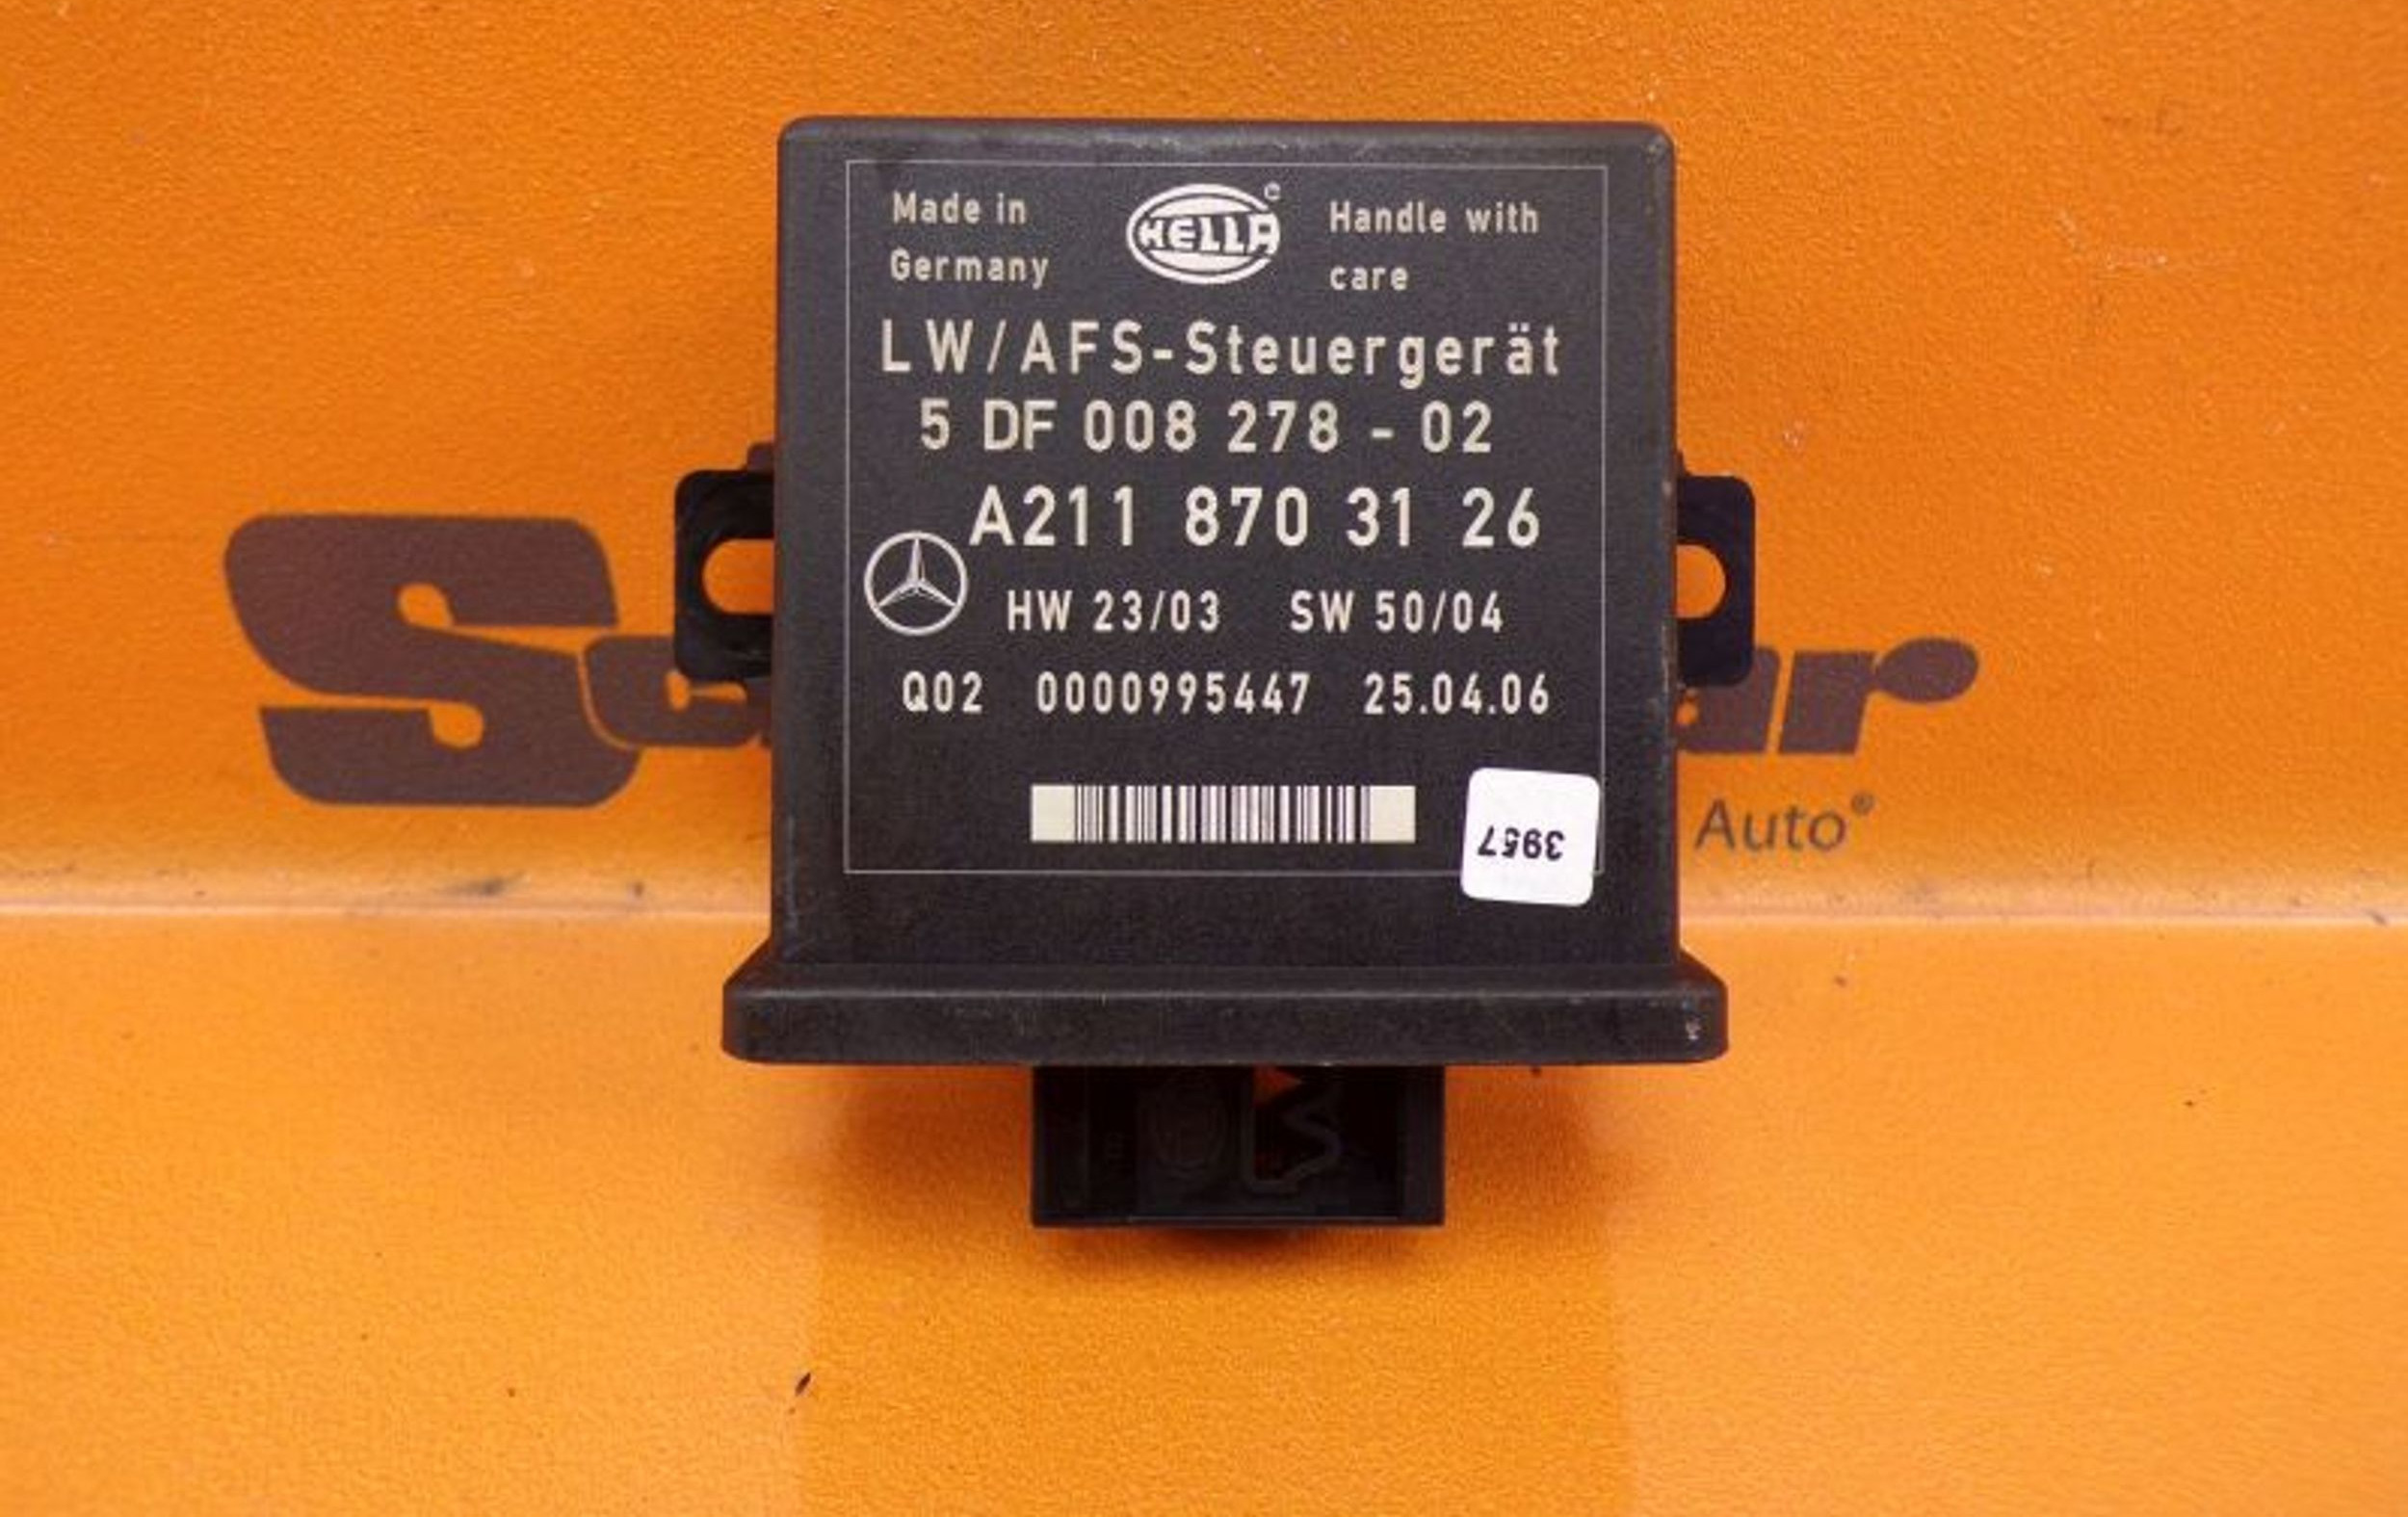 Made in
Germany
HELLA
Handle with
care
LW/AFS-Steuergerät
5 DF 008 278 - 02
A211 870 31 26
HW 23/03 SW 50/04
Q02 0000995447 25.04.06
3957
Auto®